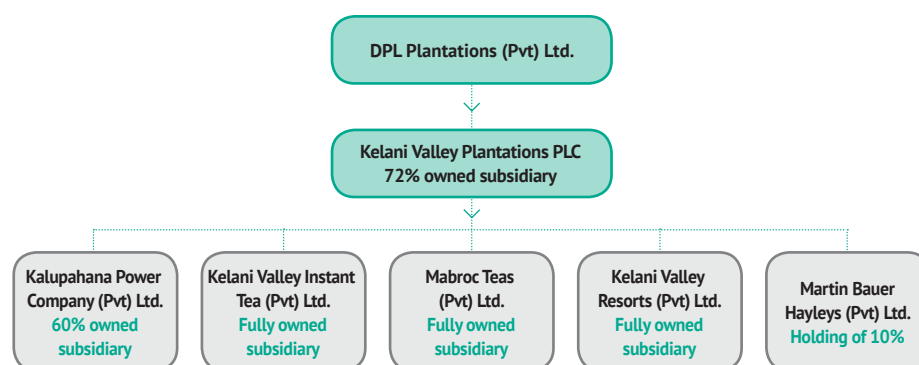 DPL Plantations (Pvt) Ltd.
Kelani Valley Plantations PLC
72% owned subsidiary
Kalupahana Power
Company (Pvt) Ltd.
60% owned
subsidiary
Kelani Valley Instant
Tea (Pvt) Ltd.
Fully owned
subsidiary
Mabroc Teas
(Pvt) Ltd.
Fully owned
subsidiary
Kelani Valley
Resorts (Pvt) Ltd.
Fully owned
subsidiary
Martin Bauer
Hayleys (Pvt) Ltd.
Holding of 10%